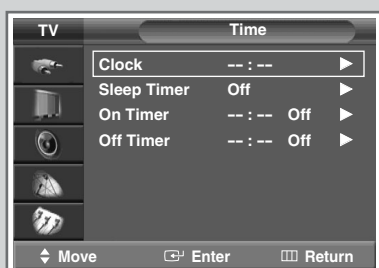 TV Time
Clock --:-- ►
Sleep Timer Off ►
On Timer --:-- Off ►
Off Timer --:-- Off ►
Move Enter Return